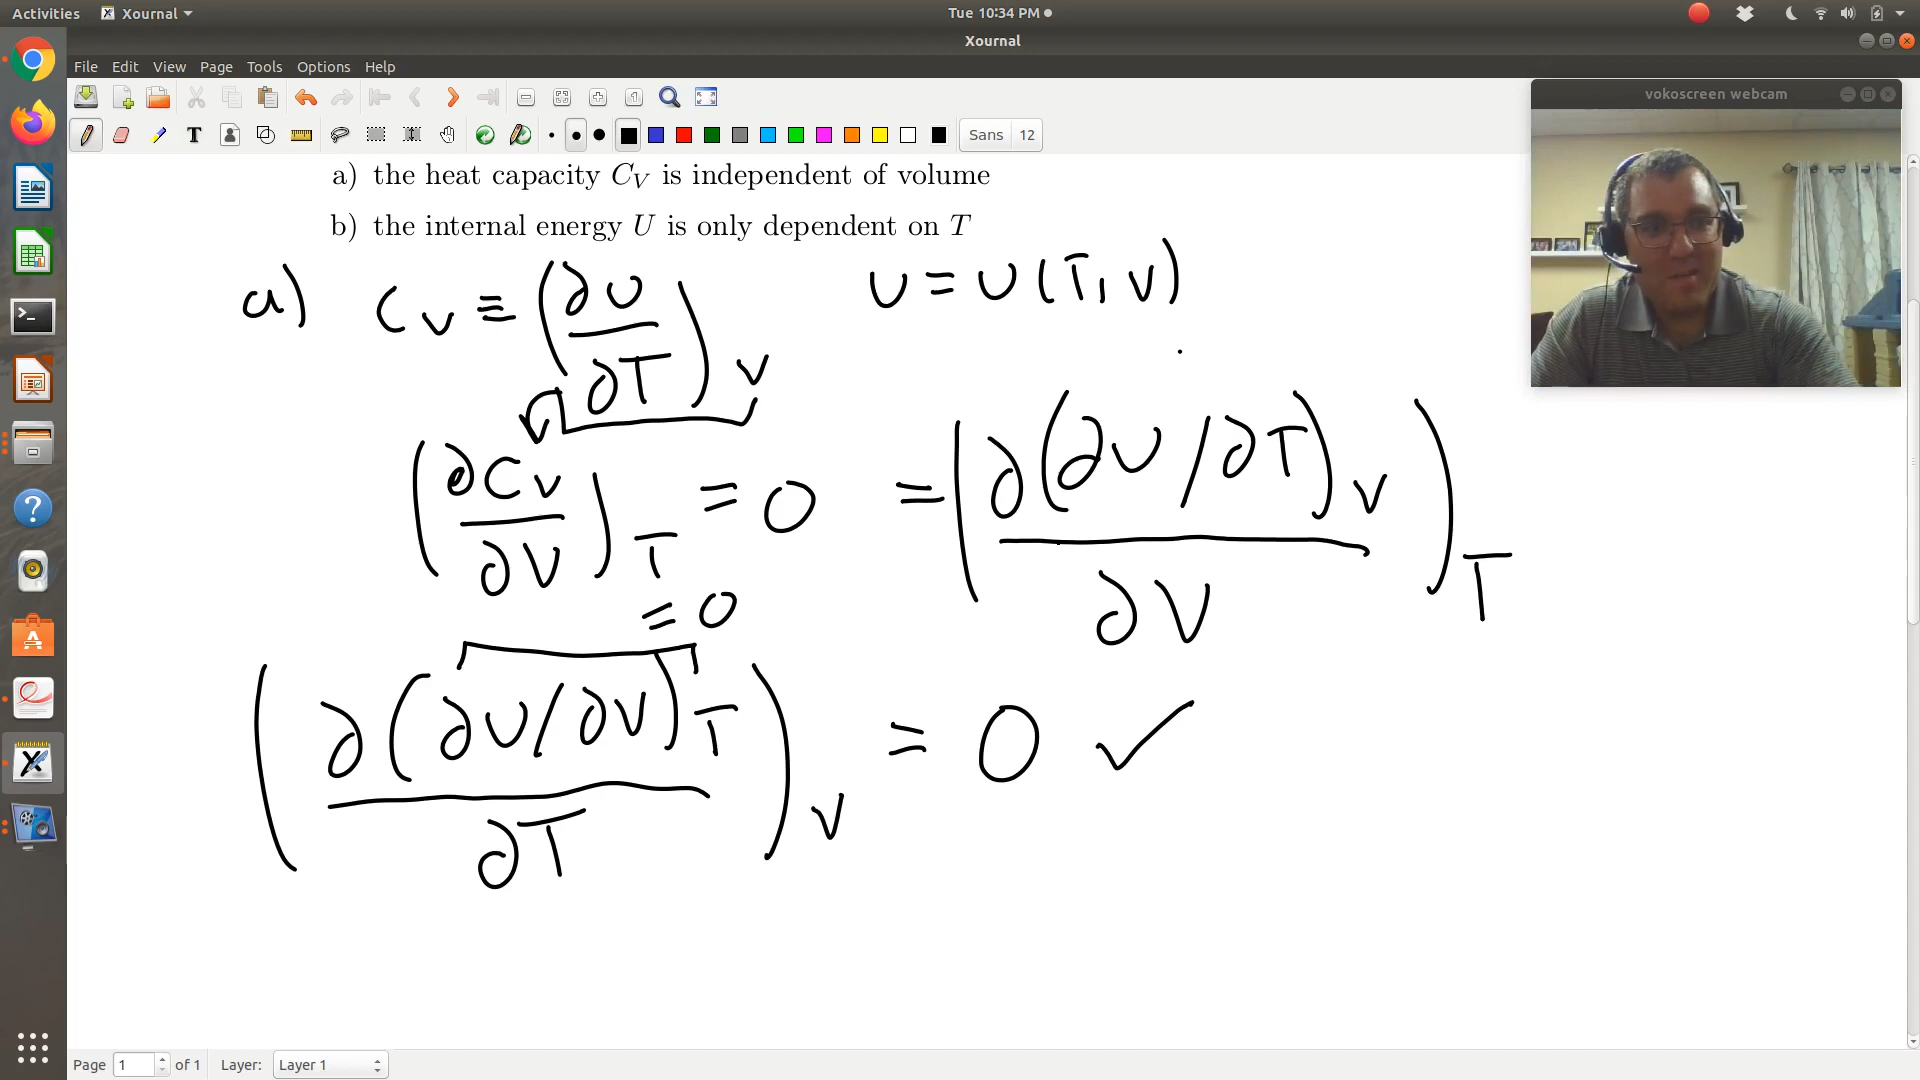 Activities Xournal Tue 10:34 PM
Xournal
File Edit View Page Tools Options Help
Sans 12
vokoscreen webcam
a) the heat capacity C_V is independent of volume
b) the internal energy U is only dependent on T
a) C_V ≡ (∂U/∂T)_V U = U(T, V)
(∂C_V/∂V)_T = 0 = (∂(∂U/∂T)_V/∂V)_T
= 0
(∂(∂U/∂V)_T/∂T)_V = 0 ✓
Page 1 of 1 Layer: Layer 1